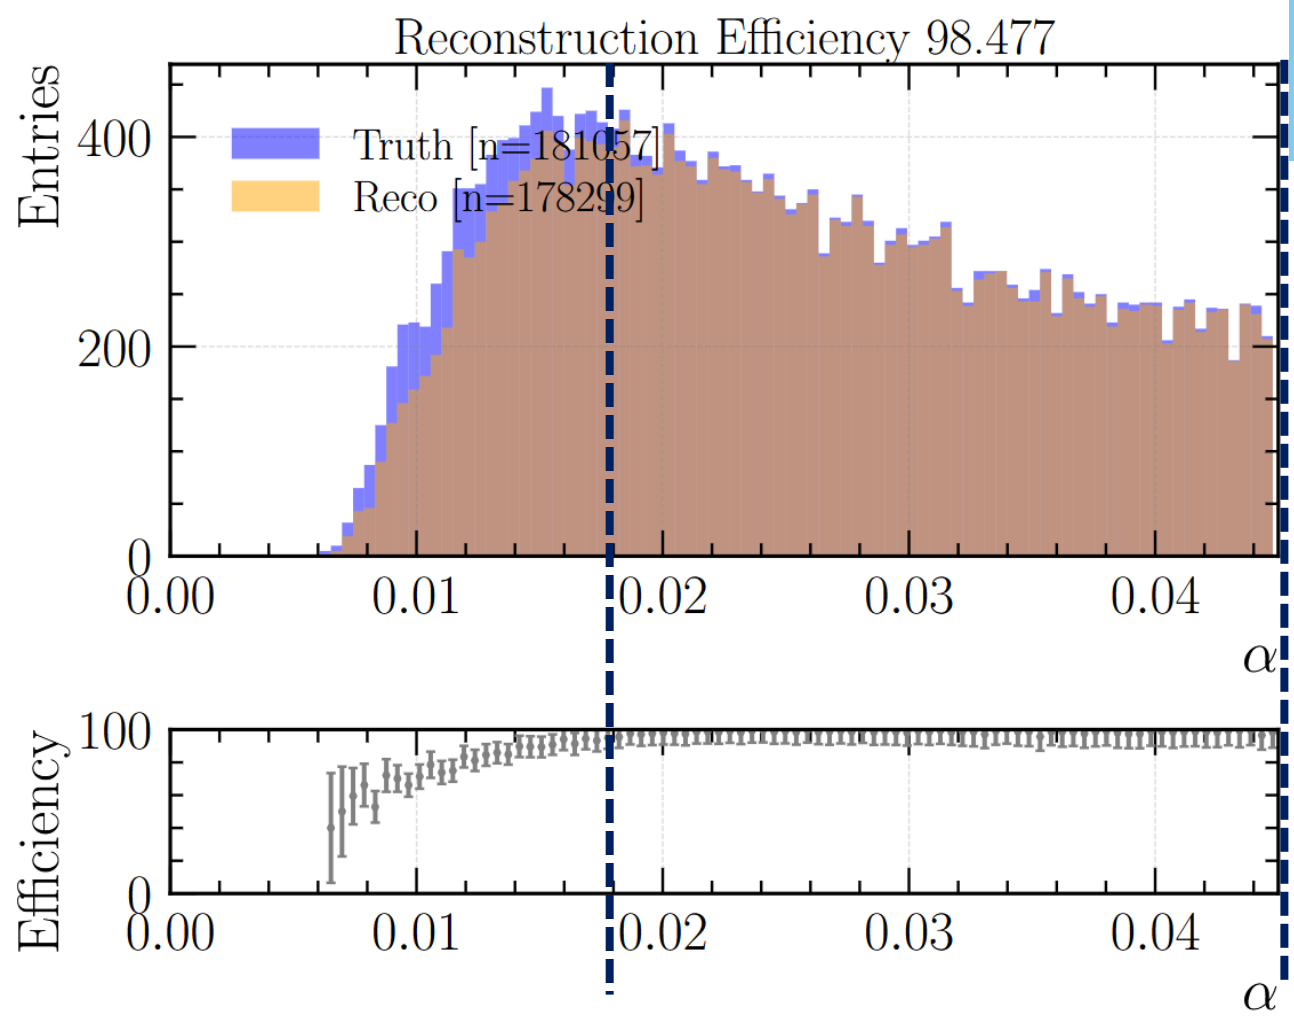 Reconstruction Efficiency 98.477
Entries
400
200
0
Truth [n=181057]
Reco [n=178299]
0.00 0.01 0.02 0.03 0.04
α
Efficiency
100
0
0.00 0.01 0.02 0.03 0.04
α